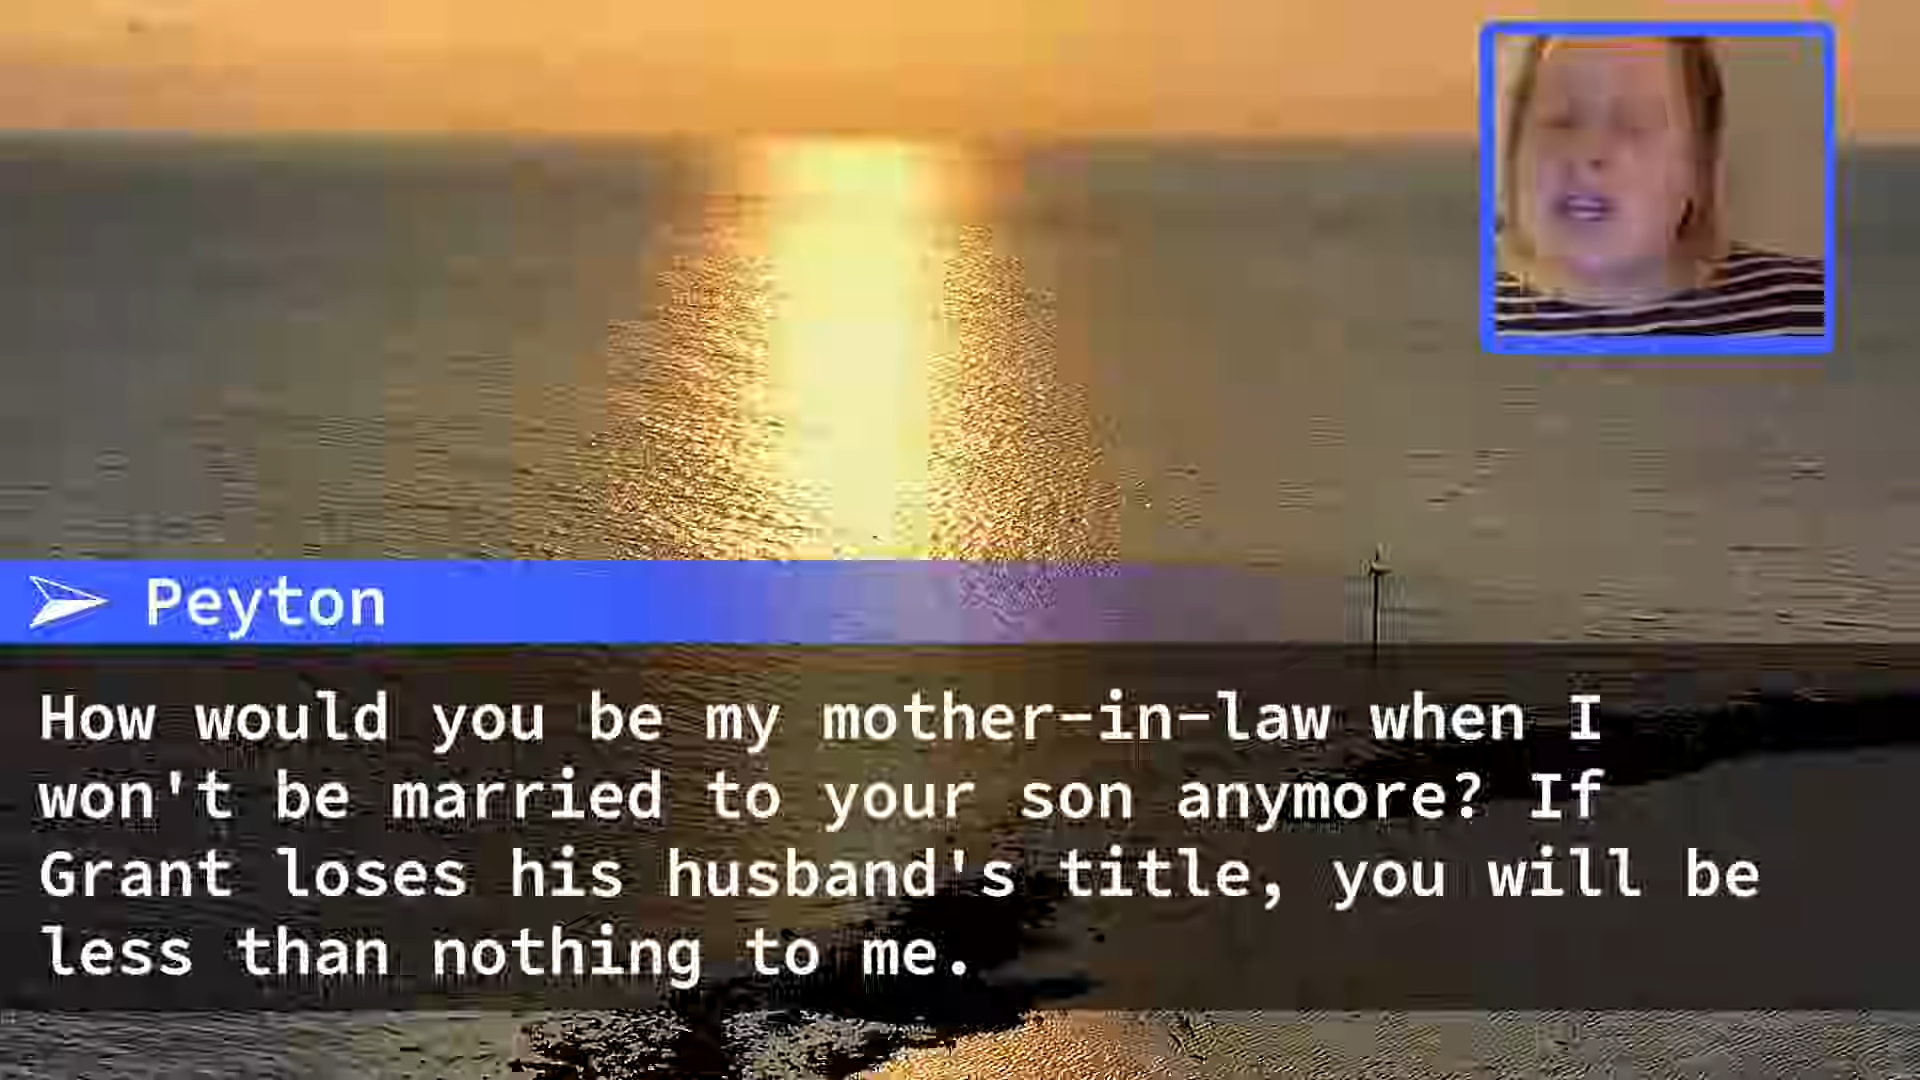 Peyton
How would you be my mother-in-law when I
won't be married to your son anymore? If
Grant loses his husband's title, you will be
less than nothing to me.